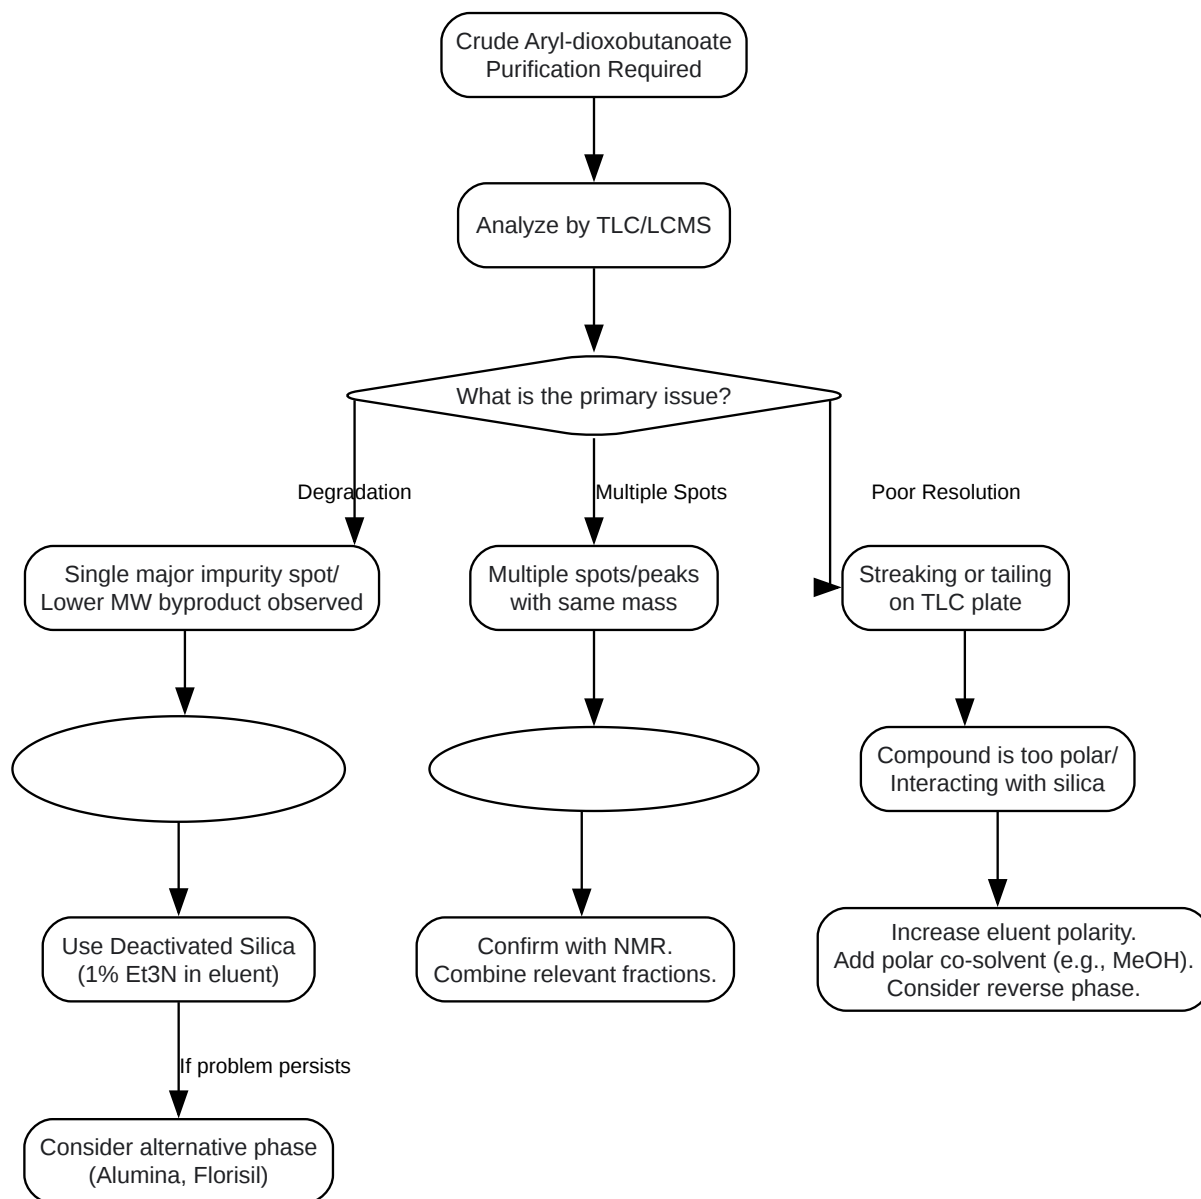 Crude Aryl-dioxobutanoate
Purification Required
Analyze by TLC/LCMS
What is the primary issue?
Degradation
Multiple Spots
Poor Resolution
Single major impurity spot/
Lower MW byproduct observed
Multiple spots/peaks
with same mass
Streaking or tailing
on TLC plate
Compound is too polar/
Interacting with silica
Use Deactivated Silica
(1% Et3N in eluent)
Confirm with NMR.
Combine relevant fractions.
Increase eluent polarity.
Add polar co-solvent (e.g., MeOH).
Consider reverse phase.
If problem persists
Consider alternative phase
(Alumina, Florisil)